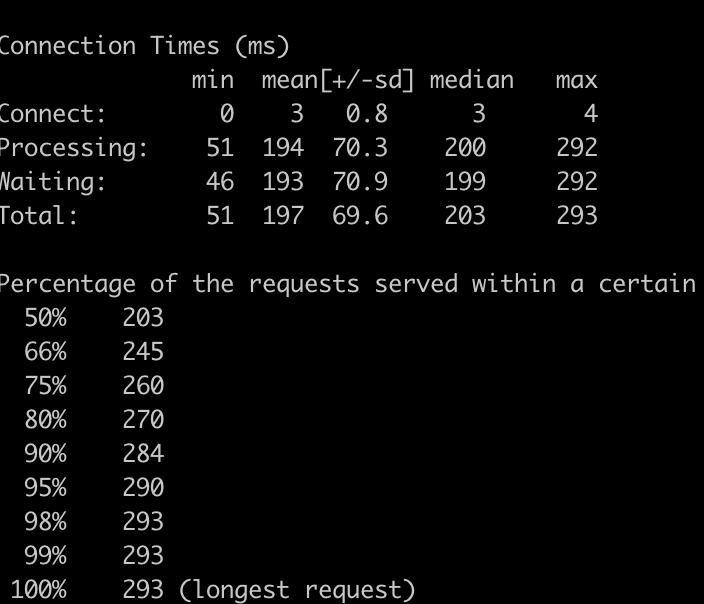 Connection Times (ms)
              min  mean[+/-sd] median   max
Connect:        0    3   0.8      3       4
Processing:    51  194  70.3    200     292
Waiting:       46  193  70.9    199     292
Total:         51  197  69.6    203     293
Percentage of the requests served within a certain
  50%    203
  66%    245
  75%    260
  80%    270
  90%    284
  95%    290
  98%    293
  99%    293
 100%    293 (longest request)